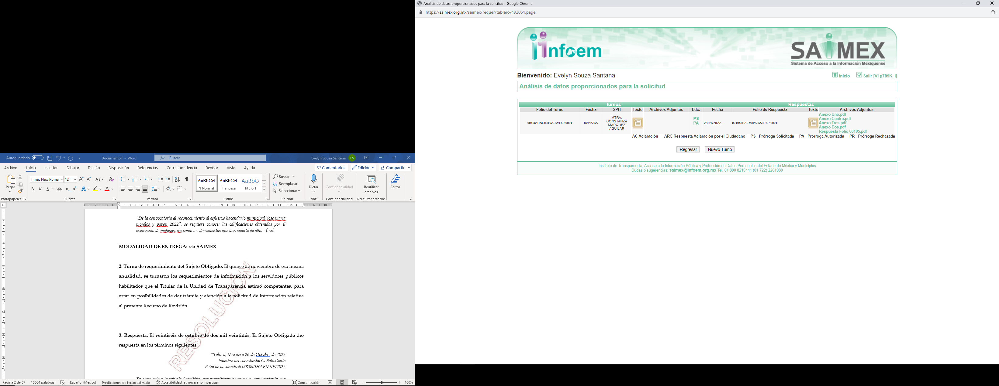 Autoguardado
Documento1 - Word
Buscar
Evelyn Souza Santana
ES
Archivo Inicio Insertar Dibujar Diseño Disposición Referencias Correspondencia Revisar Vista Ayuda
Comentarios Edición Compartir
Pegar
Times New Roma 12
N K S ab x₂ x²
AaBbCcI AaBbCcI AaBbCc
¶ Normal Francesa Título 1
Buscar
Reemplazar
Seleccionar
Dictar
Confidencialidad
Reutilizar
archivos
Editor
Portapapeles Fuente Párrafo Estilos Edición Voz Confidencialidad Reutilizar archivos
"De la convocatoria al reconocimiento al esfuerzo hacendario municipal"jose maria
morelos y pavon 2022", se requiere conocer las calificaciones obtenidas por el
municipio de metepec, asi como los documentos que den cuenta de ello." (sic)
MODALIDAD DE ENTREGA: vía SAIMEX
2. Turno de requerimiento del Sujeto Obligado. El quince de noviembre de esa misma
anualidad, se turnaron los requerimientos de información a los servidores públicos
habilitados que el Titular de la Unidad de Transparencia estimó competentes, para
estar en posibilidades de dar trámite y atención a la solicitud de información relativa
al presente Recurso de Revisión.
RESOLUCIÓN
3. Respuesta. El veintiséis de octubre de dos mil veintidós, El Sujeto Obligado dio
respuesta en los términos siguientes:
"Toluca, México a 26 de Octubre de 2022
Nombre del solicitante: C. Solicitante
Folio de la solicitud: 00105/IHAEM/IP/2022
En respuesta a la solicitud recibida, nos permitimos hacer de su conocimiento que
Página 2 de 67 15004 palabras Español (México) Predicciones de texto: activado Accesibilidad: es necesario investigar Concentración 100%
Análisis de datos proporcionados para la solicitud - Google Chrome
https://saimex.org.mx/saimex/requer/tablero/492051.page
infoem
SAIMEX
Sistema de Acceso a la Información Mexiquense
Bienvenido: Evelyn Souza Santana
Inicio Salir [V1g789K_I]
Análisis de datos proporcionados para la solicitud
Turnos Respuestas
Folio del Turno Fecha SPH Texto Archivos Adjuntos Edo. Fecha Folio de Respuesta Texto Archivos Adjuntos
00105/IHAEM/IP/2022/TSP/0001 15/11/2022
MTRA.
CONSTANZA
MÁRQUEZ
AGUILAR
PS
PA
28/11/2022 00105/IHAEM/IP/2022/RSP/0001
Anexo Uno.pdf
Anexo Cuatro.pdf
Anexo Tres.pdf
Anexo Dos.pdf
Respuesta Folio 00105.pdf
AC Aclaración ARC Respuesta Aclaración por el Ciudadano PS - Prórroga Solicitada PA - Prórroga Autorizada PR - Prórroga Rechazada
Regresar Nuevo Turno
Instituto de Transparencia, Acceso a la Información Pública y Protección de Datos Personales del Estado de México y Municipios
Dudas o sugerencias: saimex@infoem.org.mx Tel. 01 800 8210441 (01 722) 2261980